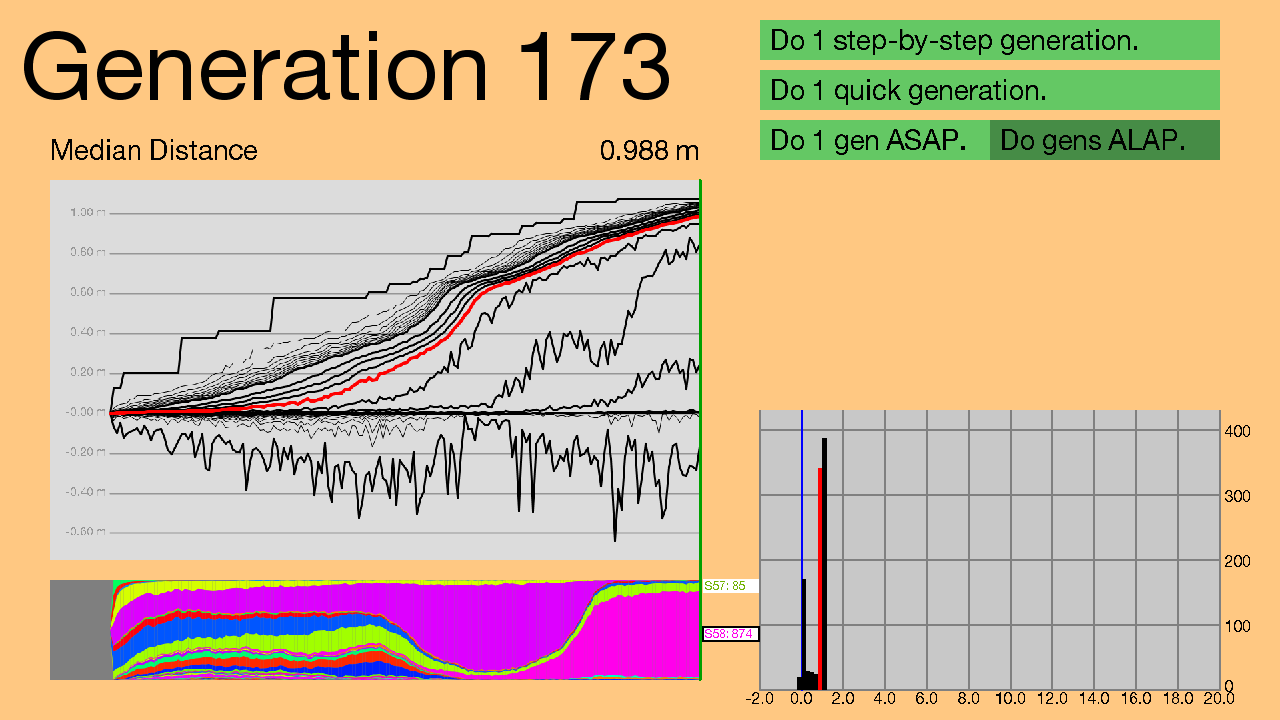 Generation 173
Do 1 step-by-step generation.
Do 1 quick generation.
Do 1 gen ASAP.
Do gens ALAP.
Median Distance
0.988 m
1.00 m
0.80 m
0.60 m
0.40 m
0.20 m
-0.00 m
-0.20 m
-0.40 m
-0.60 m
S57: 85
S58: 874
400
300
200
100
0
-2.0 0.0 2.0 4.0 6.0 8.0 10.0 12.0 14.0 16.0 18.0 20.0